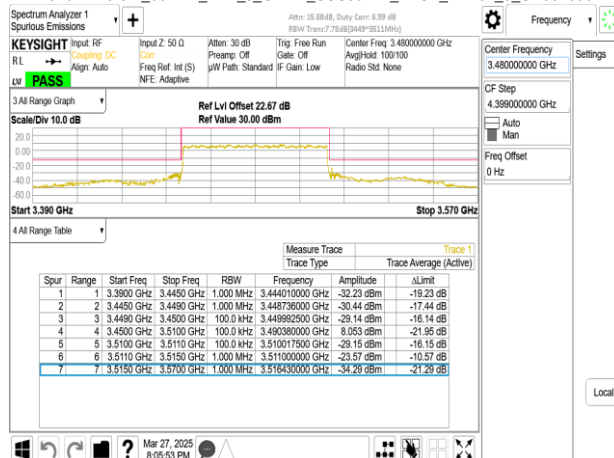 Spectrum Analyzer 1
Spurious Emissions
Attn: 15.68dB, Duty Corr: 6.99 dB
RBW Trans:7.78dB(3449~3511MHz)
Frequency
KEYSIGHT Input: RF Input Z: 50 Ω Atten: 30 dB Trig: Free Run Center Freq: 3.480000000 GHz
RL Coupling: DC Corr Preamp: Off Gate: Off Avg|Hold: 100/100
Align: Auto Freq Ref: Int (S) µW Path: Standard IF Gain: Low Radio Std: None
LXI PASS NFE: Adaptive
Center Frequency
3.480000000 GHz
Settings
CF Step
4.399000000 GHz
Auto
Man
Freq Offset
0 Hz
3 All Range Graph
Ref Lvl Offset 22.67 dB
Scale/Div 10.0 dB Ref Value 30.00 dBm
20.0
0.00
-20.0
-40.0
-60.0
Start 3.390 GHz Stop 3.570 GHz
4 All Range Table
Measure Trace Trace 1
Trace Type Trace Average (Active)
Spur Range Start Freq Stop Freq RBW Frequency Amplitude ΔLimit
1 1 3.3900 GHz 3.4450 GHz 1.000 MHz 3.444010000 GHz -32.23 dBm -19.23 dB
2 2 3.4450 GHz 3.4490 GHz 1.000 MHz 3.448736000 GHz -30.44 dBm -17.44 dB
3 3 3.4490 GHz 3.4500 GHz 100.0 kHz 3.449992500 GHz -29.14 dBm -16.14 dB
4 4 3.4500 GHz 3.5100 GHz 100.0 kHz 3.490380000 GHz 8.053 dBm -21.95 dB
5 5 3.5100 GHz 3.5110 GHz 100.0 kHz 3.510017500 GHz -29.15 dBm -16.15 dB
6 6 3.5110 GHz 3.5150 GHz 1.000 MHz 3.511000000 GHz -23.57 dBm -10.57 dB
7 7 3.5150 GHz 3.5700 GHz 1.000 MHz 3.516430000 GHz -34.29 dBm -21.29 dB
Local
Mar 27, 2025
8:05:53 PM